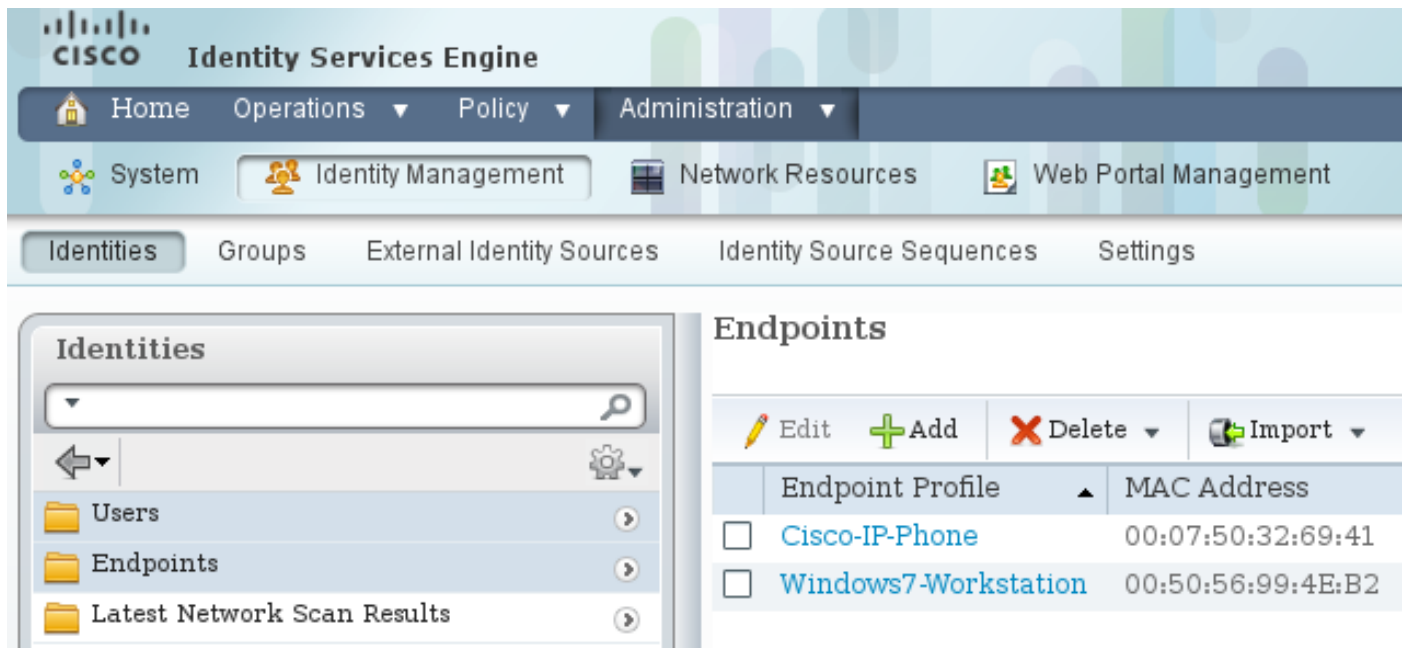 CISCO Identity Services Engine
Home Operations Policy Administration
System Identity Management Network Resources Web Portal Management
Identities Groups External Identity Sources Identity Source Sequences Settings
Identities
Users
Endpoints
Latest Network Scan Results
Endpoints
Edit Add Delete Import
Endpoint Profile MAC Address
Cisco-IP-Phone 00:07:50:32:69:41
Windows7-Workstation 00:50:56:99:4E:B2